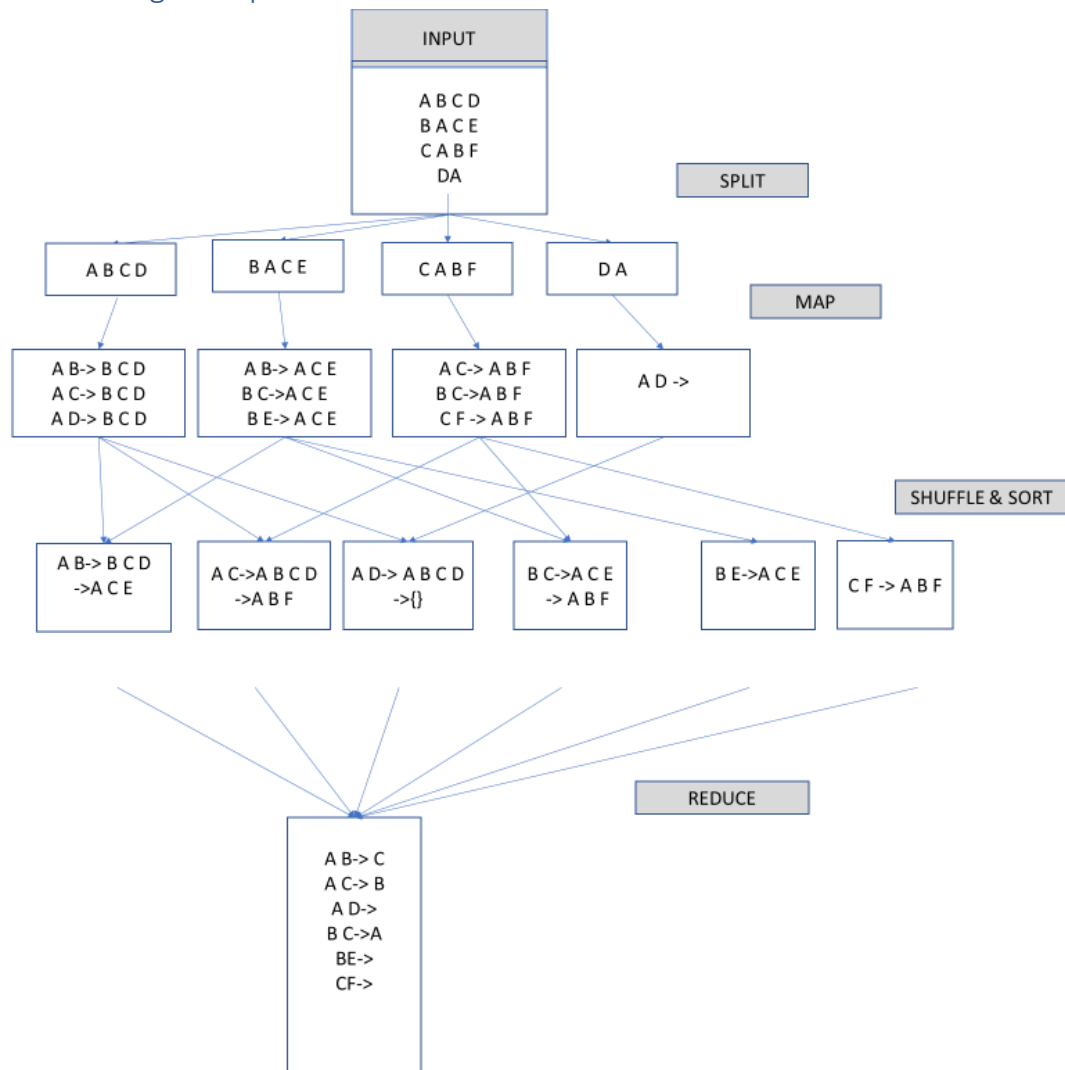 INPUT
A B C D
B A C E
C A B F
DA
SPLIT
A B C D
B A C E
C A B F
D A
MAP
A B-> B C D
A C-> B C D
A D-> B C D
A B-> A C E
B C->A C E
B E-> A C E
A C-> A B F
B C->A B F
C F -> A B F
A D ->
SHUFFLE & SORT
A B-> B C D
->A C E
A C->A B C D
->A B F
A D-> A B C D
->{}
B C->A C E
-> A B F
B E->A C E
C F -> A B F
REDUCE
A B-> C
A C-> B
A D->
B C->A
BE->
CF->